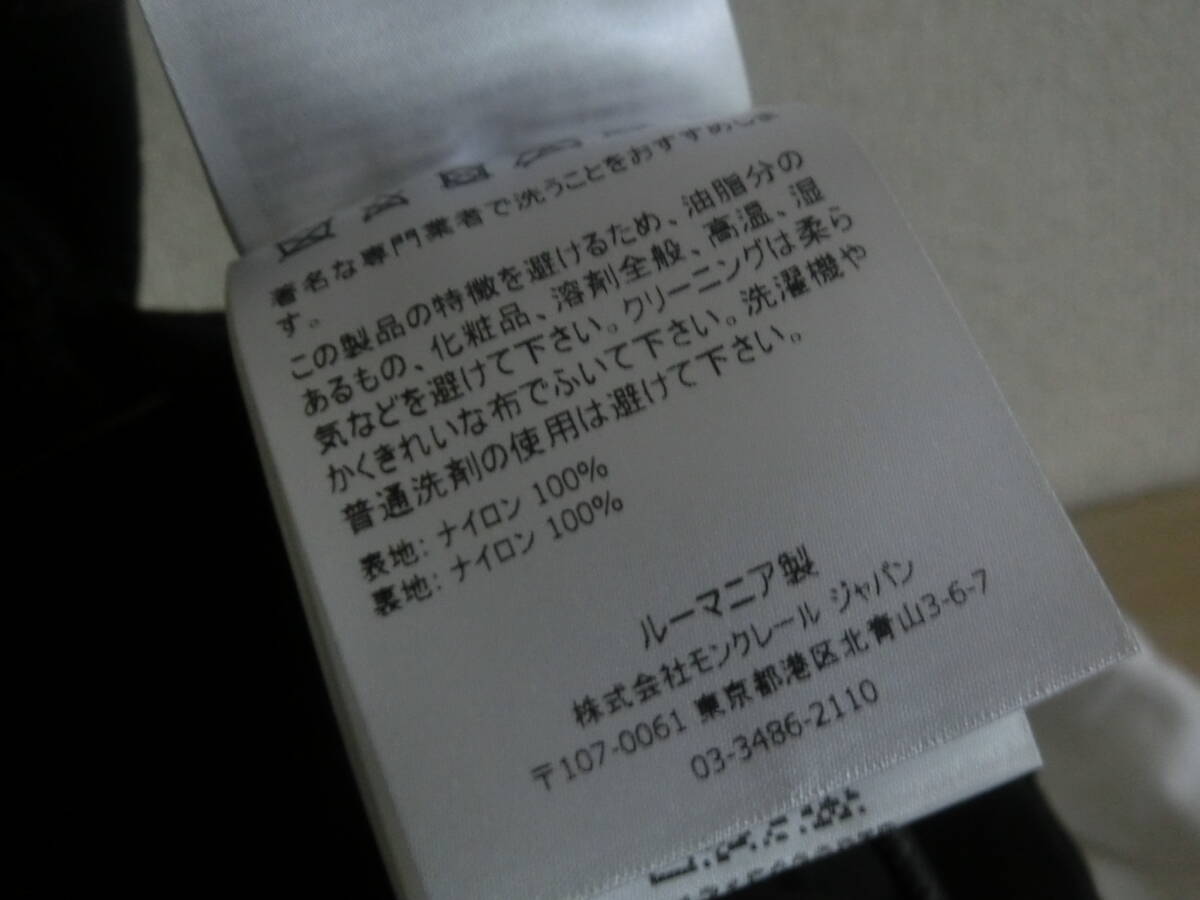 著名な専門業者で洗うことをおすすめしま
す。
この製品の特徴を避けるため、油脂分の
あるもの、化粧品、溶剤全般、高温、湿
気などを避けて下さい。クリーニングは柔ら
かくきれいな布でふいて下さい。洗濯機や
普通洗剤の使用は避けて下さい。
表地: ナイロン 100%
裏地: ナイロン 100%
ルーマニア製
株式会社モンクレール ジャパン
〒107-0061 東京都港区北青山3-6-7
03-3486-2110